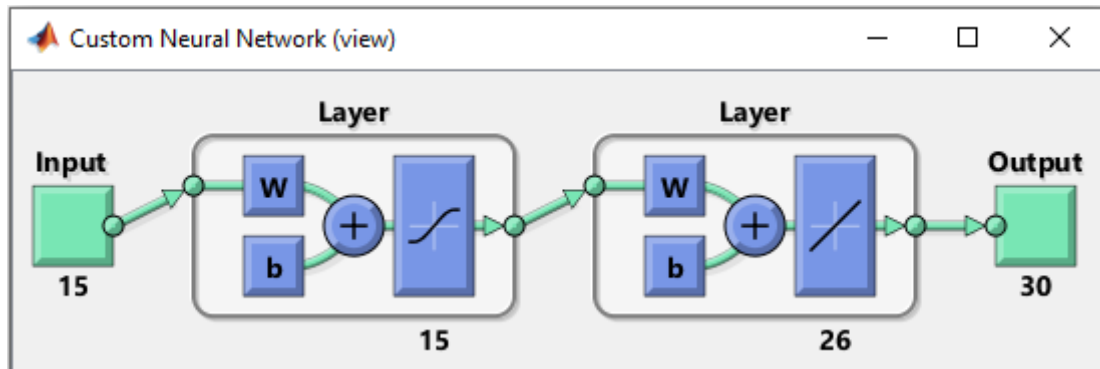 Custom Neural Network (view)
Layer
Layer
Input
Output
W
W
b
b
15
30
15
26